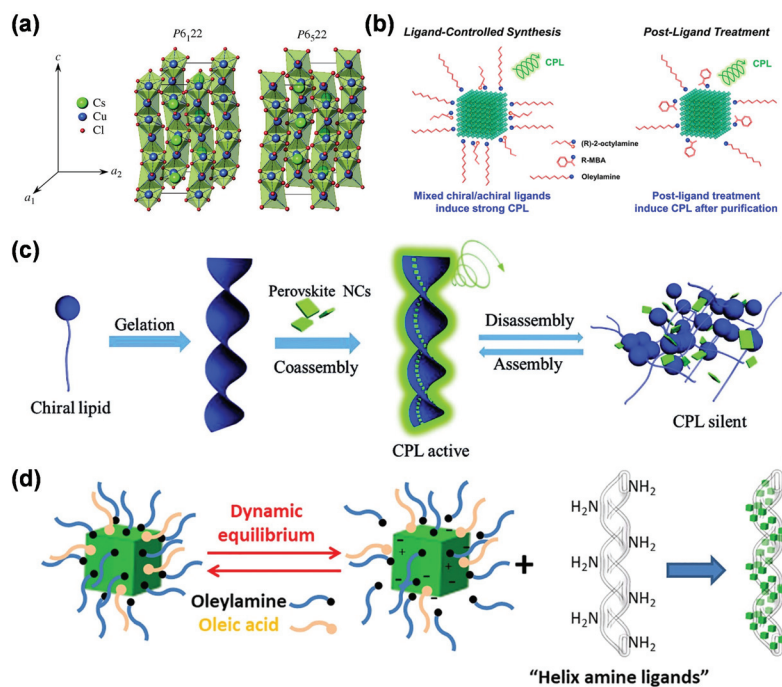 (a)
P6₁22
P6₅22
c
Cs
Cu
Cl
a₂
a₁
(b)
Ligand-Controlled Synthesis
Post-Ligand Treatment
CPL
CPL
(R)-2-octylamine
R-MBA
Oleylamine
Mixed chiral/achiral ligands
induce strong CPL
Post-ligand treatment
induce CPL after purification
(c)
Chiral lipid
Gelation
Perovskite NCs
Coassembly
CPL active
Disassembly
Assembly
CPL silent
(d)
Dynamic
equilibrium
Oleylamine
Oleic acid
+
+
-
-
-
-
+
-
-
-
+
NH₂
H₂N
NH₂
H₂N
NH₂
H₂N
NH₂
"Helix amine ligands"